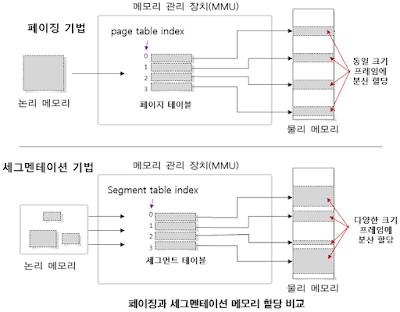 페이징 기법
메모리 관리 장치(MMU)
page table index
0
1
2
3
페이지 테이블
논리 메모리
물리 메모리
동일 크기
프레임에
분산 할당
세그멘테이션 기법
메모리 관리 장치(MMU)
Segment table index
0
1
2
3
세그먼트 테이블
논리 메모리
물리 메모리
다양한 크기
프레임에
분산 할당
페이징과 세그멘테이션 메모리 할당 비교